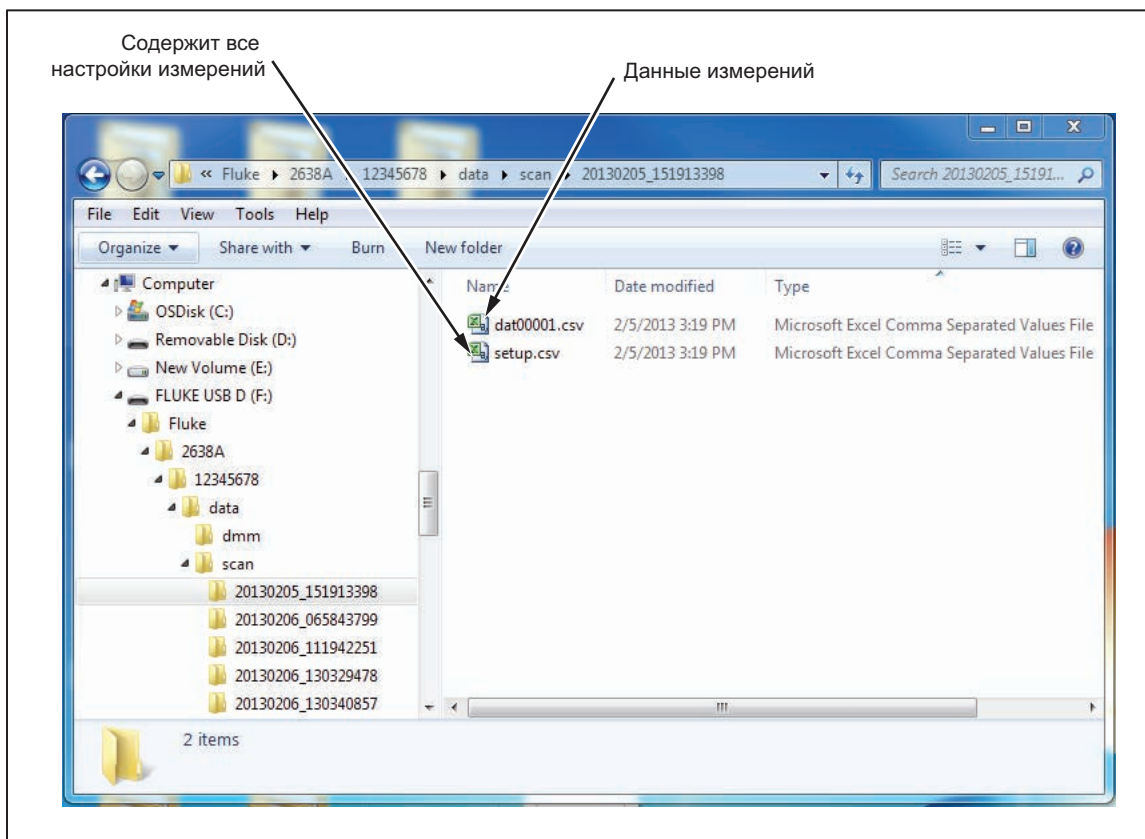 Содержит все
настройки измерений
Данные измерений
« Fluke ▸ 2638A ▸ 12345678 ▸ data ▸ scan ▸ 20130205_151913398
Search 20130205_15191...
File Edit View Tools Help
Organize Share with Burn New folder
Computer
OSDisk (C:)
Removable Disk (D:)
New Volume (E:)
FLUKE USB D (F:)
Fluke
2638A
12345678
data
dmm
scan
20130205_151913398
20130206_065843799
20130206_111942251
20130206_130329478
20130206_130340857
Name Date modified Type
dat00001.csv 2/5/2013 3:19 PM Microsoft Excel Comma Separated Values File
setup.csv 2/5/2013 3:19 PM Microsoft Excel Comma Separated Values File
2 items